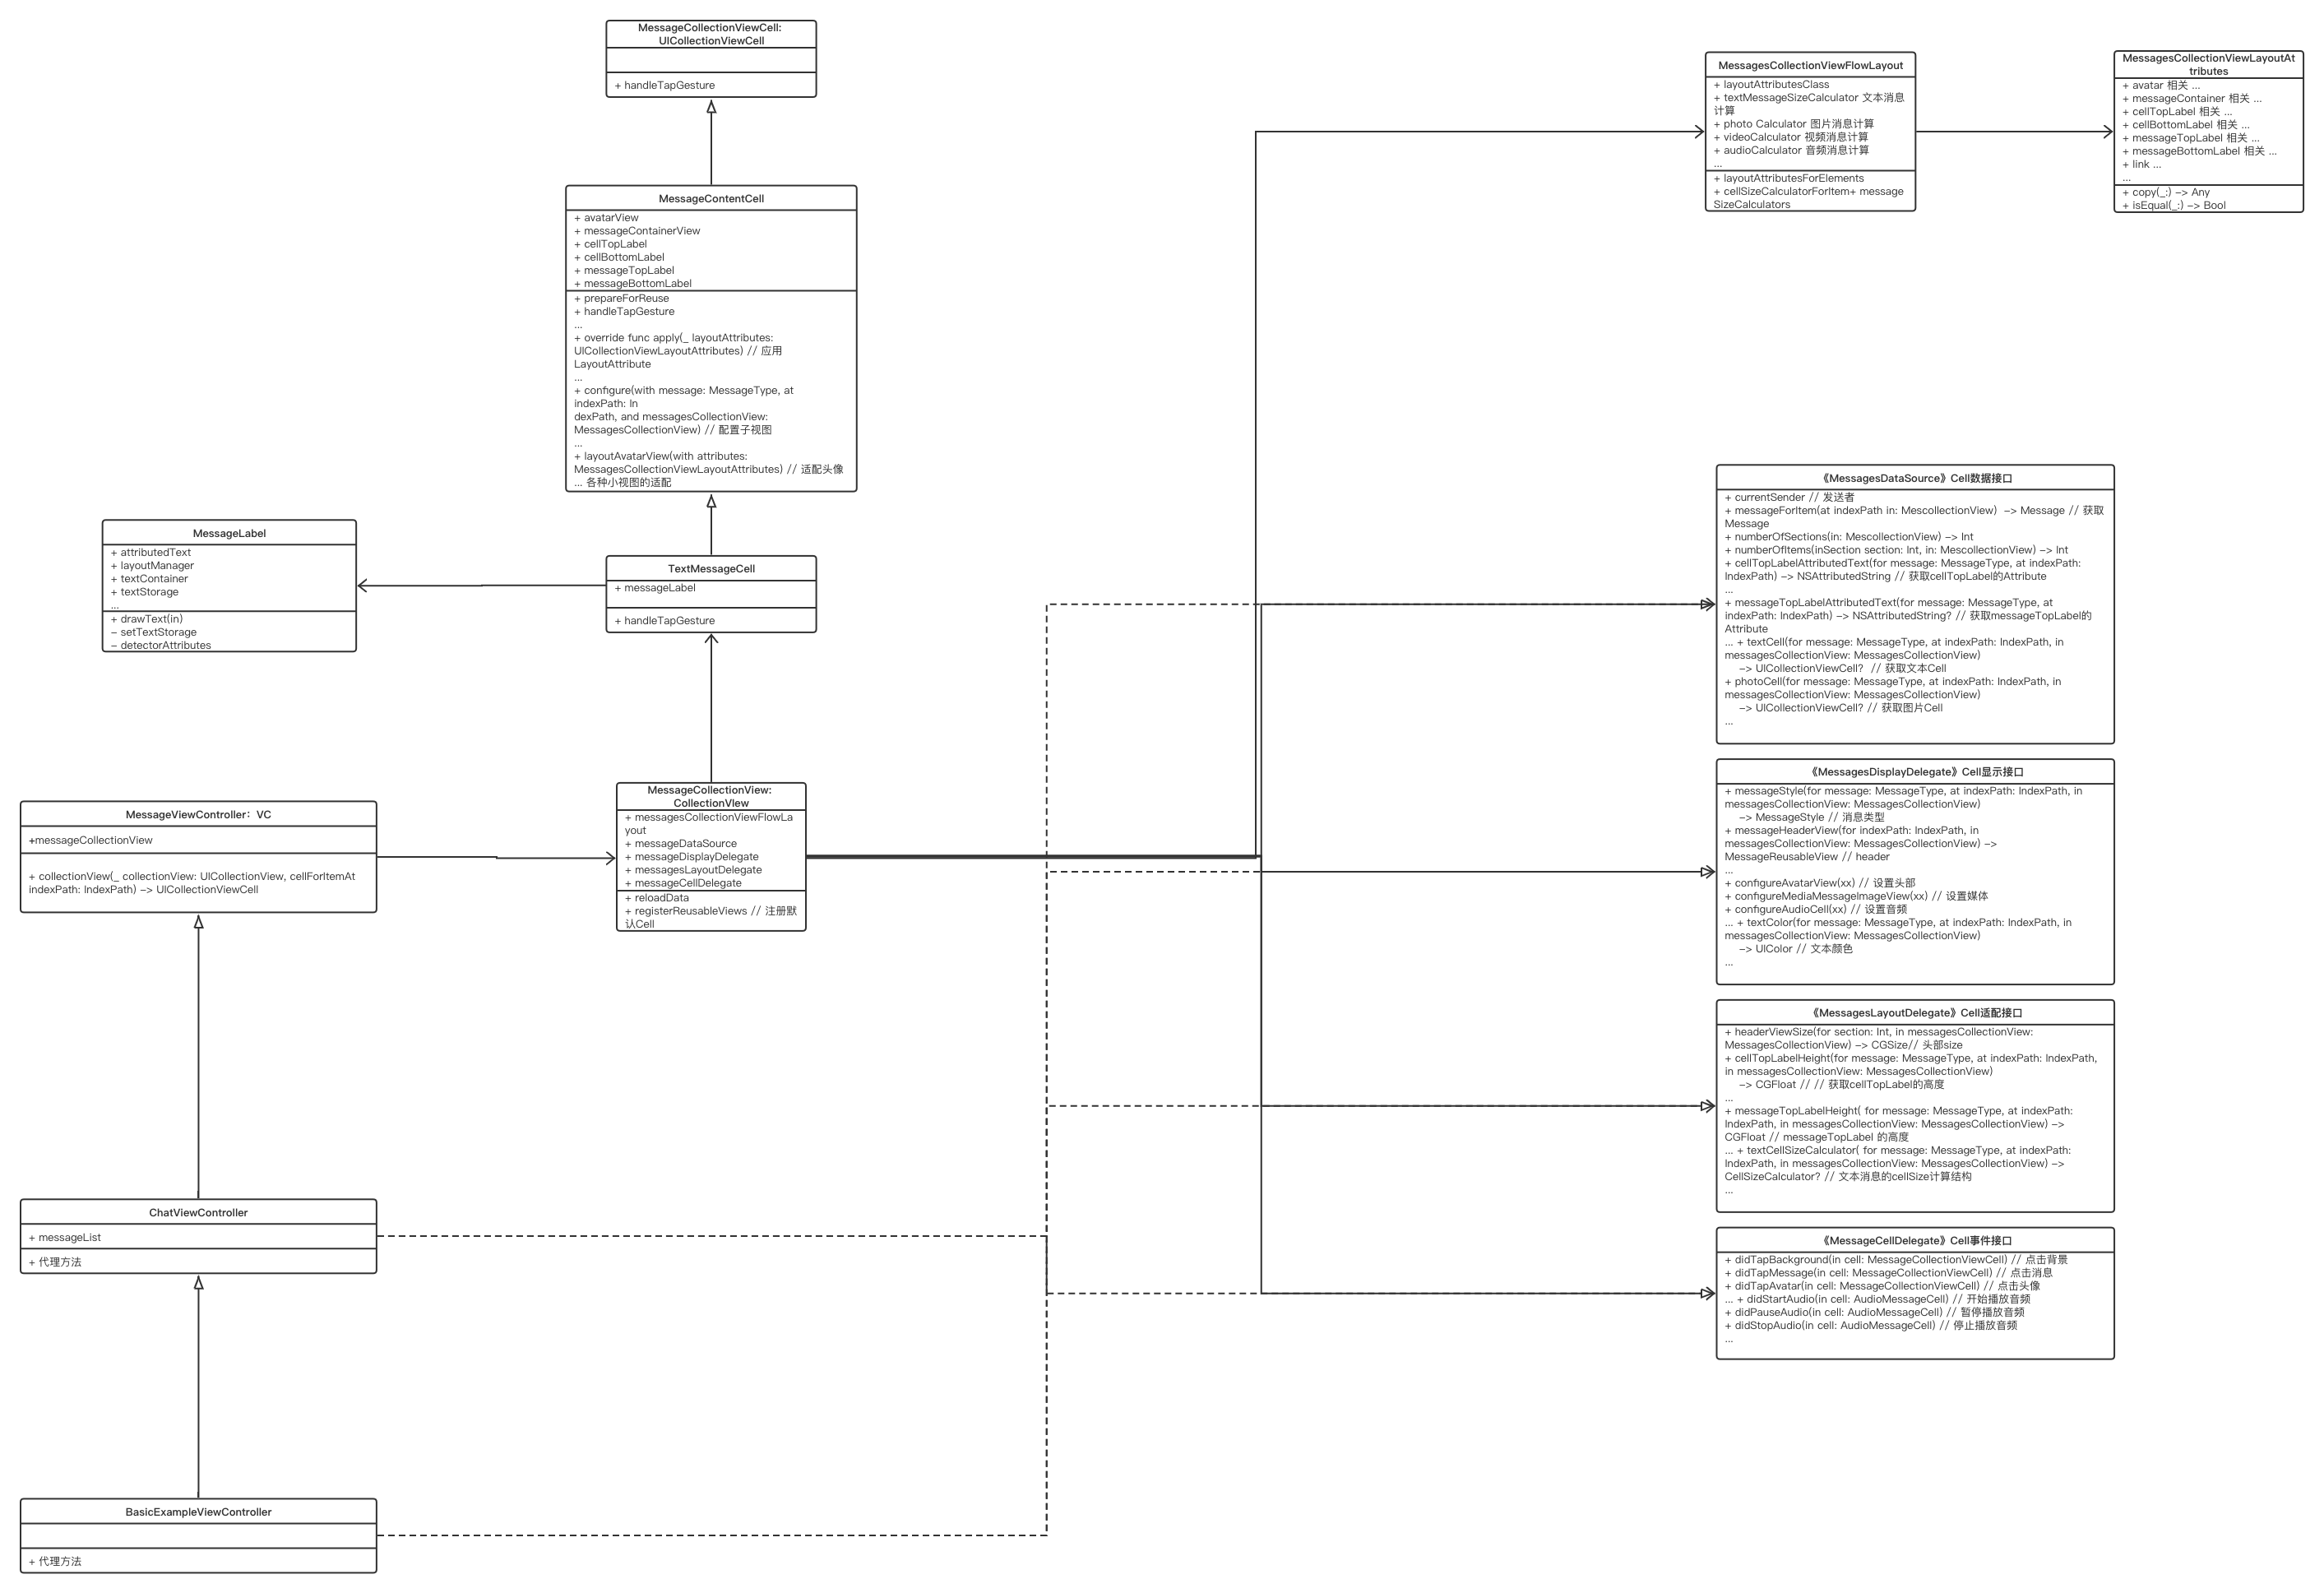 MessageCollectionViewCell:
UICollectionViewCell
+ handleTapGesture
MessagesCollectionViewFlowLayout
+ layoutAttributesClass
+ textMessageSizeCalculator 文本消息
计算
+ photo Calculator 图片消息计算
+ videoCalculator 视频消息计算
+ audioCalculator 音频消息计算
...
+ layoutAttributesForElements
+ cellSizeCalculatorForItem+ message
SizeCalculators
MessagesCollectionViewLayoutAt
tributes
+ avatar 相关 ...
+ messageContainer 相关 ...
+ cellTopLabel 相关 ...
+ cellBottomLabel 相关 ...
+ messageTopLabel 相关 ...
+ messageBottomLabel 相关 ...
+ link ...
...
+ copy(_:) -> Any
+ isEqual(_:) -> Bool
MessageContentCell
+ avatarView
+ messageContainerView
+ cellTopLabel
+ cellBottomLabel
+ messageTopLabel
+ messageBottomLabel
+ prepareForReuse
+ handleTapGesture
...
+ override func apply(_ layoutAttributes:
UICollectionViewLayoutAttributes) // 应用
LayoutAttribute
...
+ configure(with message: MessageType, at
indexPath: In
dexPath, and messagesCollectionView:
MessagesCollectionView) // 配置子视图
...
+ layoutAvatarView(with attributes:
MessagesCollectionViewLayoutAttributes) // 适配头像
... 各种小视图的适配
MessageLabel
+ attributedText
+ layoutManager
+ textContainer
+ textStorage
...
+ drawText(in)
- setTextStorage
- detectorAttributes
TextMessageCell
+ messageLabel
+ handleTapGesture
《MessagesDataSource》Cell数据接口
+ currentSender // 发送者
+ messageForItem(at indexPath in: MescollectionView)  -> Message // 获取
Message
+ numberOfSections(in: MescollectionView) -> Int
+ numberOfItems(inSection section: Int, in: MescollectionView) -> Int
+ cellTopLabelAttributedText(for message: MessageType, at indexPath:
IndexPath) -> NSAttributedString // 获取cellTopLabel的Attribute
...
+ messageTopLabelAttributedText(for message: MessageType, at
indexPath: IndexPath) -> NSAttributedString? // 获取messageTopLabel的
Attribute
... + textCell(for message: MessageType, at indexPath: IndexPath, in
messagesCollectionView: MessagesCollectionView)
-> UICollectionViewCell?  // 获取文本Cell
+ photoCell(for message: MessageType, at indexPath: IndexPath, in
messagesCollectionView: MessagesCollectionView)
-> UICollectionViewCell? // 获取图片Cell
...
MessageViewController：VC
+messageCollectionView
+ collectionView(_ collectionView: UICollectionView, cellForItemAt
indexPath: IndexPath) -> UICollectionViewCell
MessageCollectionView:
CollectionVIew
+ messagesCollectionViewFlowLa
yout
+ messageDataSource
+ messageDisplayDelegate
+ messagesLayoutDelegate
+ messageCellDelegate
+ reloadData
+ registerReusableViews // 注册默
认Cell
《MessagesDisplayDelegate》Cell显示接口
+ messageStyle(for message: MessageType, at indexPath: IndexPath, in
messagesCollectionView: MessagesCollectionView)
-> MessageStyle // 消息类型
+ messageHeaderView(for indexPath: IndexPath, in
messagesCollectionView: MessagesCollectionView) ->
MessageReusableView // header
...
+ configureAvatarView(xx) // 设置头部
+ configureMediaMessageImageView(xx) // 设置媒体
+ configureAudioCell(xx) // 设置音频
... + textColor(for message: MessageType, at indexPath: IndexPath, in
messagesCollectionView: MessagesCollectionView)
-> UIColor // 文本颜色
...
《MessagesLayoutDelegate》Cell适配接口
+ headerViewSize(for section: Int, in messagesCollectionView:
MessagesCollectionView) -> CGSize// 头部size
+ cellTopLabelHeight(for message: MessageType, at indexPath: IndexPath,
in messagesCollectionView: MessagesCollectionView)
-> CGFloat // // 获取cellTopLabel的高度
...
+ messageTopLabelHeight( for message: MessageType, at indexPath:
IndexPath, in messagesCollectionView: MessagesCollectionView) ->
CGFloat // messageTopLabel 的高度
... + textCellSizeCalculator( for message: MessageType, at indexPath:
IndexPath, in messagesCollectionView: MessagesCollectionView) ->
CellSizeCalculator? // 文本消息的cellSize计算结构
...
ChatViewController
+ messageList
+ 代理方法
《MessageCellDelegate》Cell事件接口
+ didTapBackground(in cell: MessageCollectionViewCell) // 点击背景
+ didTapMessage(in cell: MessageCollectionViewCell) // 点击消息
+ didTapAvatar(in cell: MessageCollectionViewCell) // 点击头像
... + didStartAudio(in cell: AudioMessageCell) // 开始播放音频
+ didPauseAudio(in cell: AudioMessageCell) // 暂停播放音频
+ didStopAudio(in cell: AudioMessageCell) // 停止播放音频
...
BasicExampleViewController
+ 代理方法